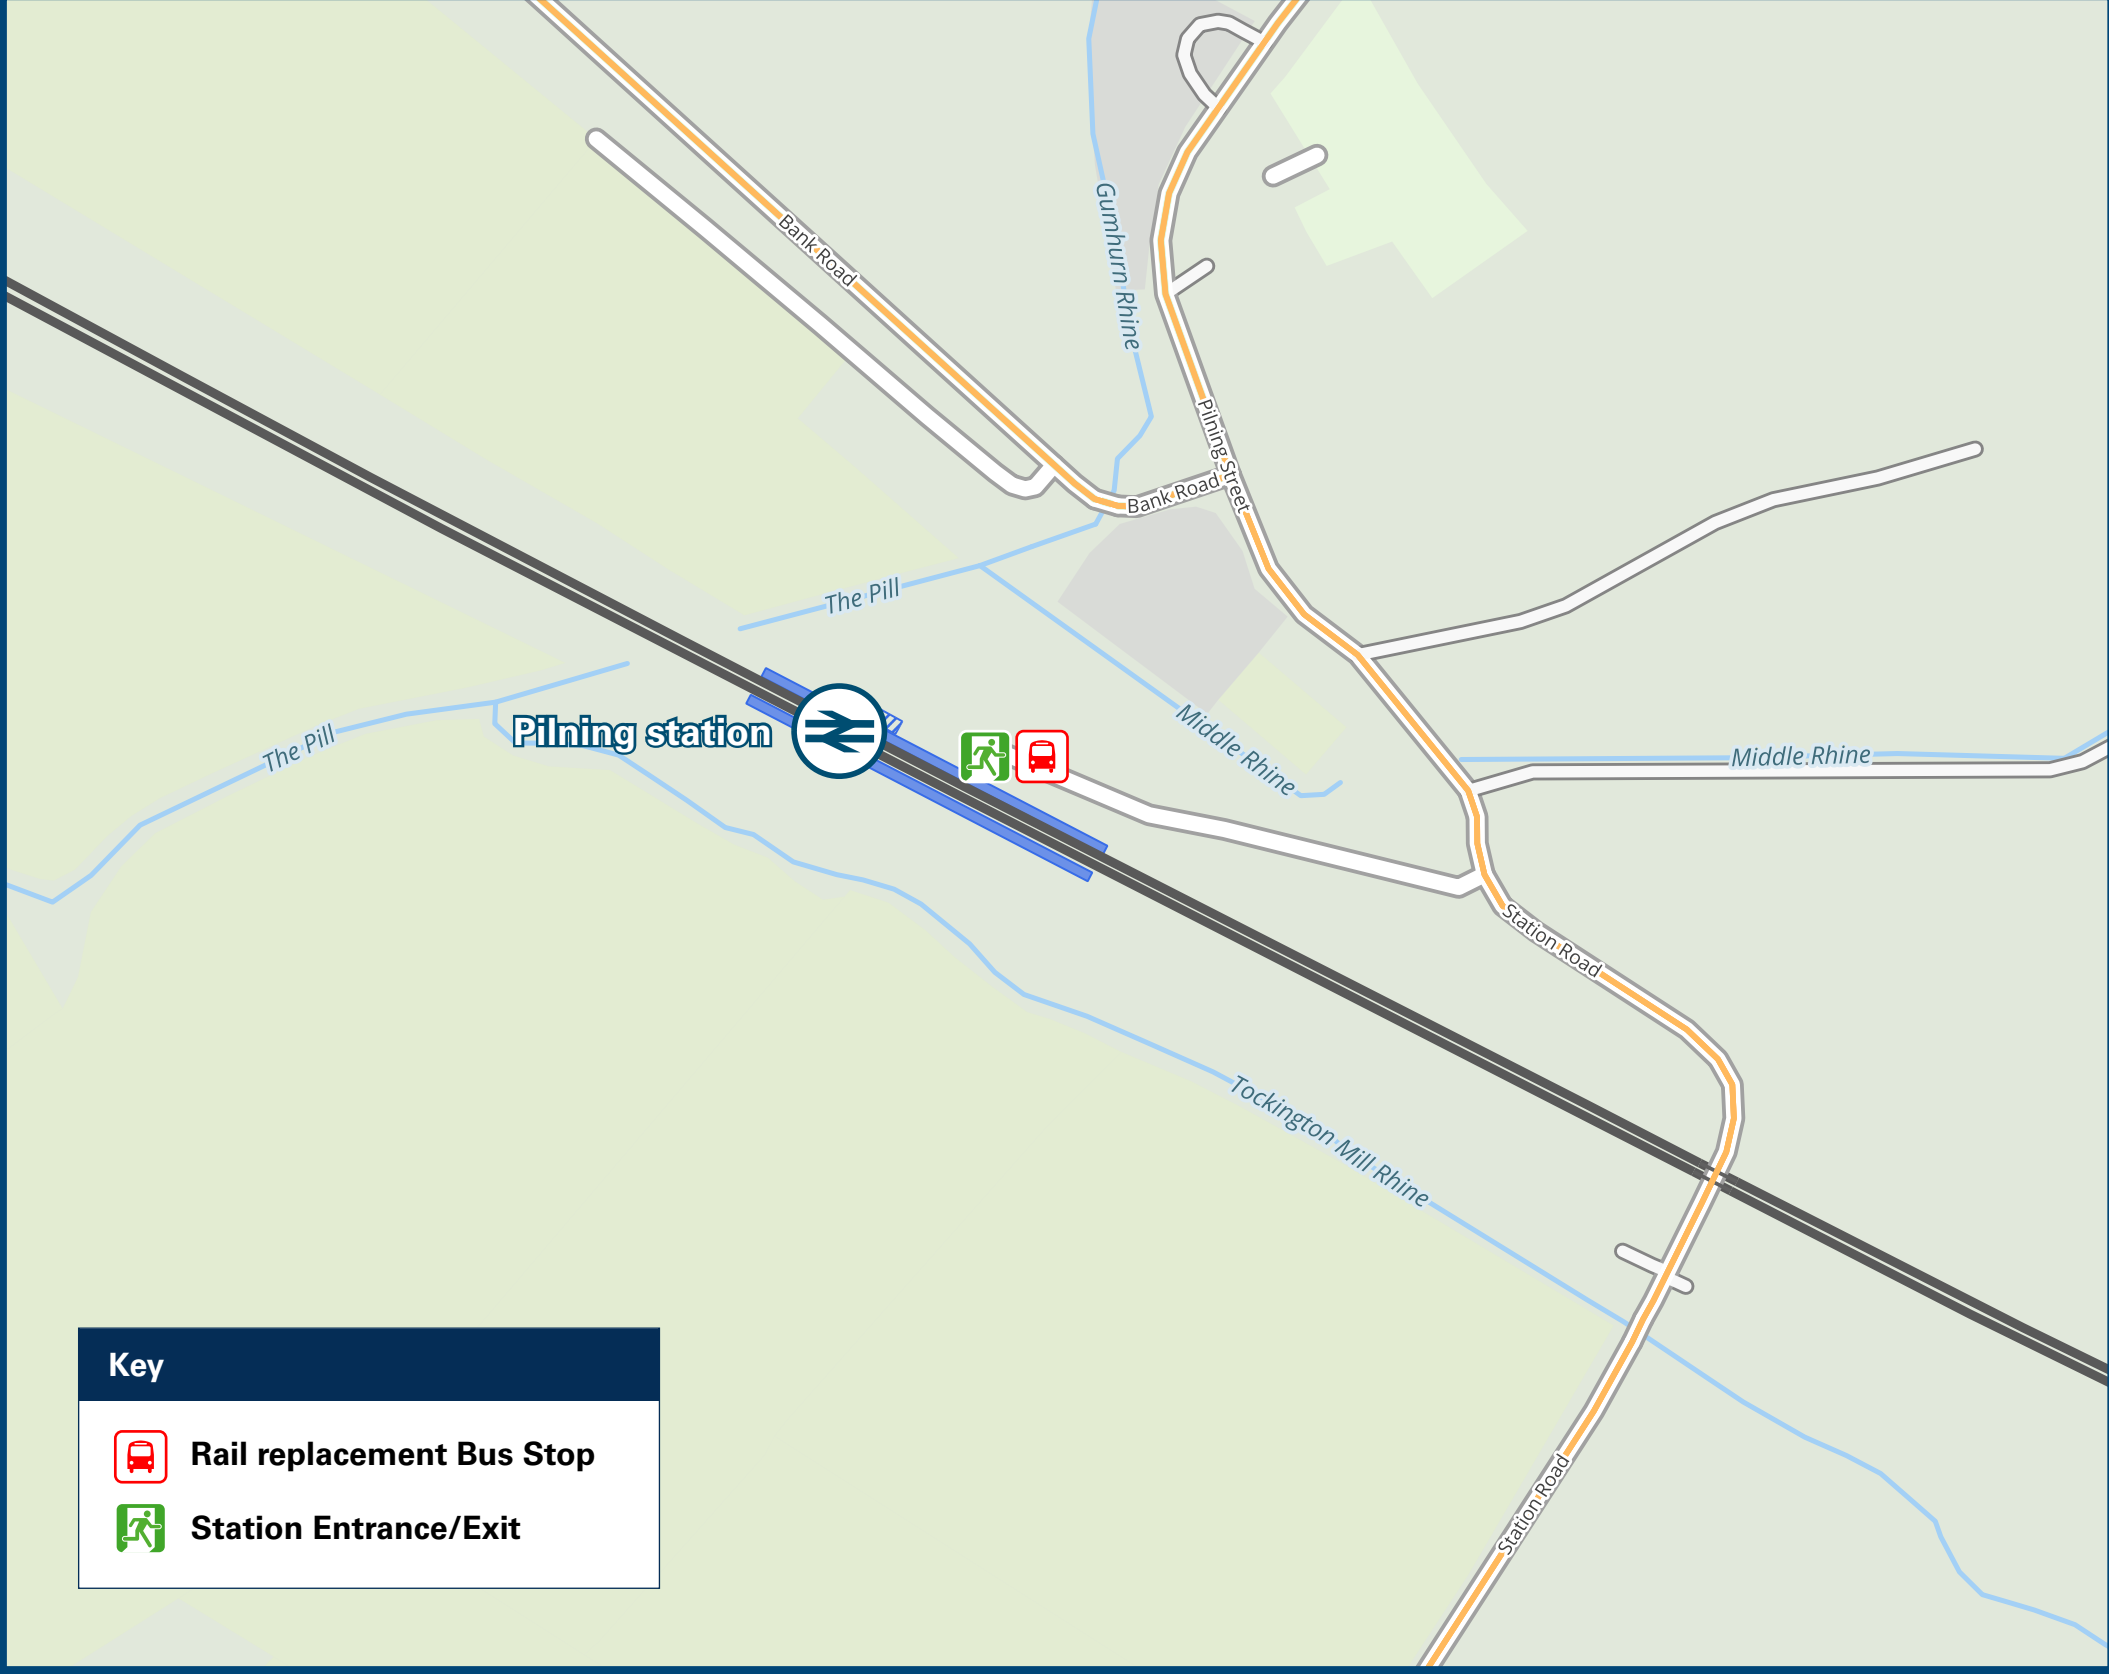 Bank Road
Gumhurn Rhine
Pilning Street
Bank Road
The Pill
The Pill
Pilning station
Middle Rhine
Middle Rhine
Station Road
Tockington Mill Rhine
Station Road
Key
Rail replacement Bus Stop
Station Entrance/Exit